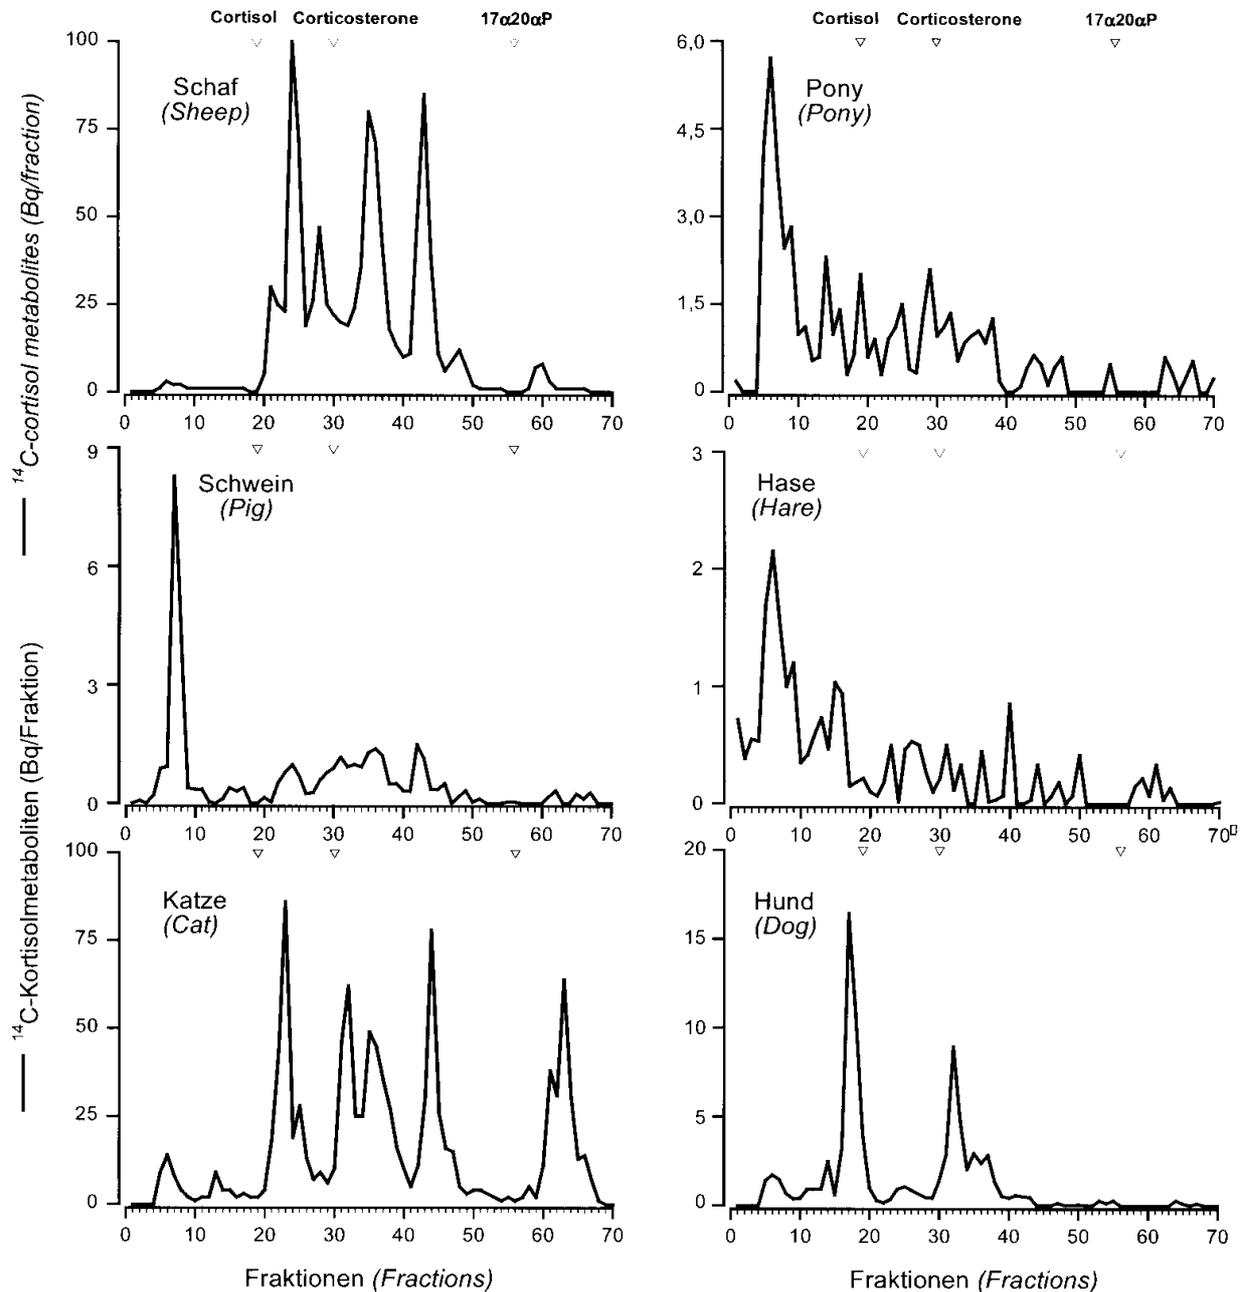 Cortisol Corticosterone 17α20αP
Cortisol Corticosterone 17α20αP
¹⁴C-cortisol metabolites (Bq/fraction)
¹⁴C-Kortisolmetaboliten (Bq/Fraktion)
100
75
50
25
0
Schaf
(Sheep)
0 10 20 30 40 50 60 70
6,0
4,5
3,0
1,5
0
Pony
(Pony)
0 10 20 30 40 50 60 70
9
6
3
0
Schwein
(Pig)
0 10 20 30 40 50 60 70
3
2
1
0
Hase
(Hare)
0 10 20 30 40 50 60 70
100
75
50
25
0
Katze
(Cat)
0 10 20 30 40 50 60 70
Fraktionen (Fractions)
20
15
10
5
0
Hund
(Dog)
0 10 20 30 40 50 60 70
Fraktionen (Fractions)